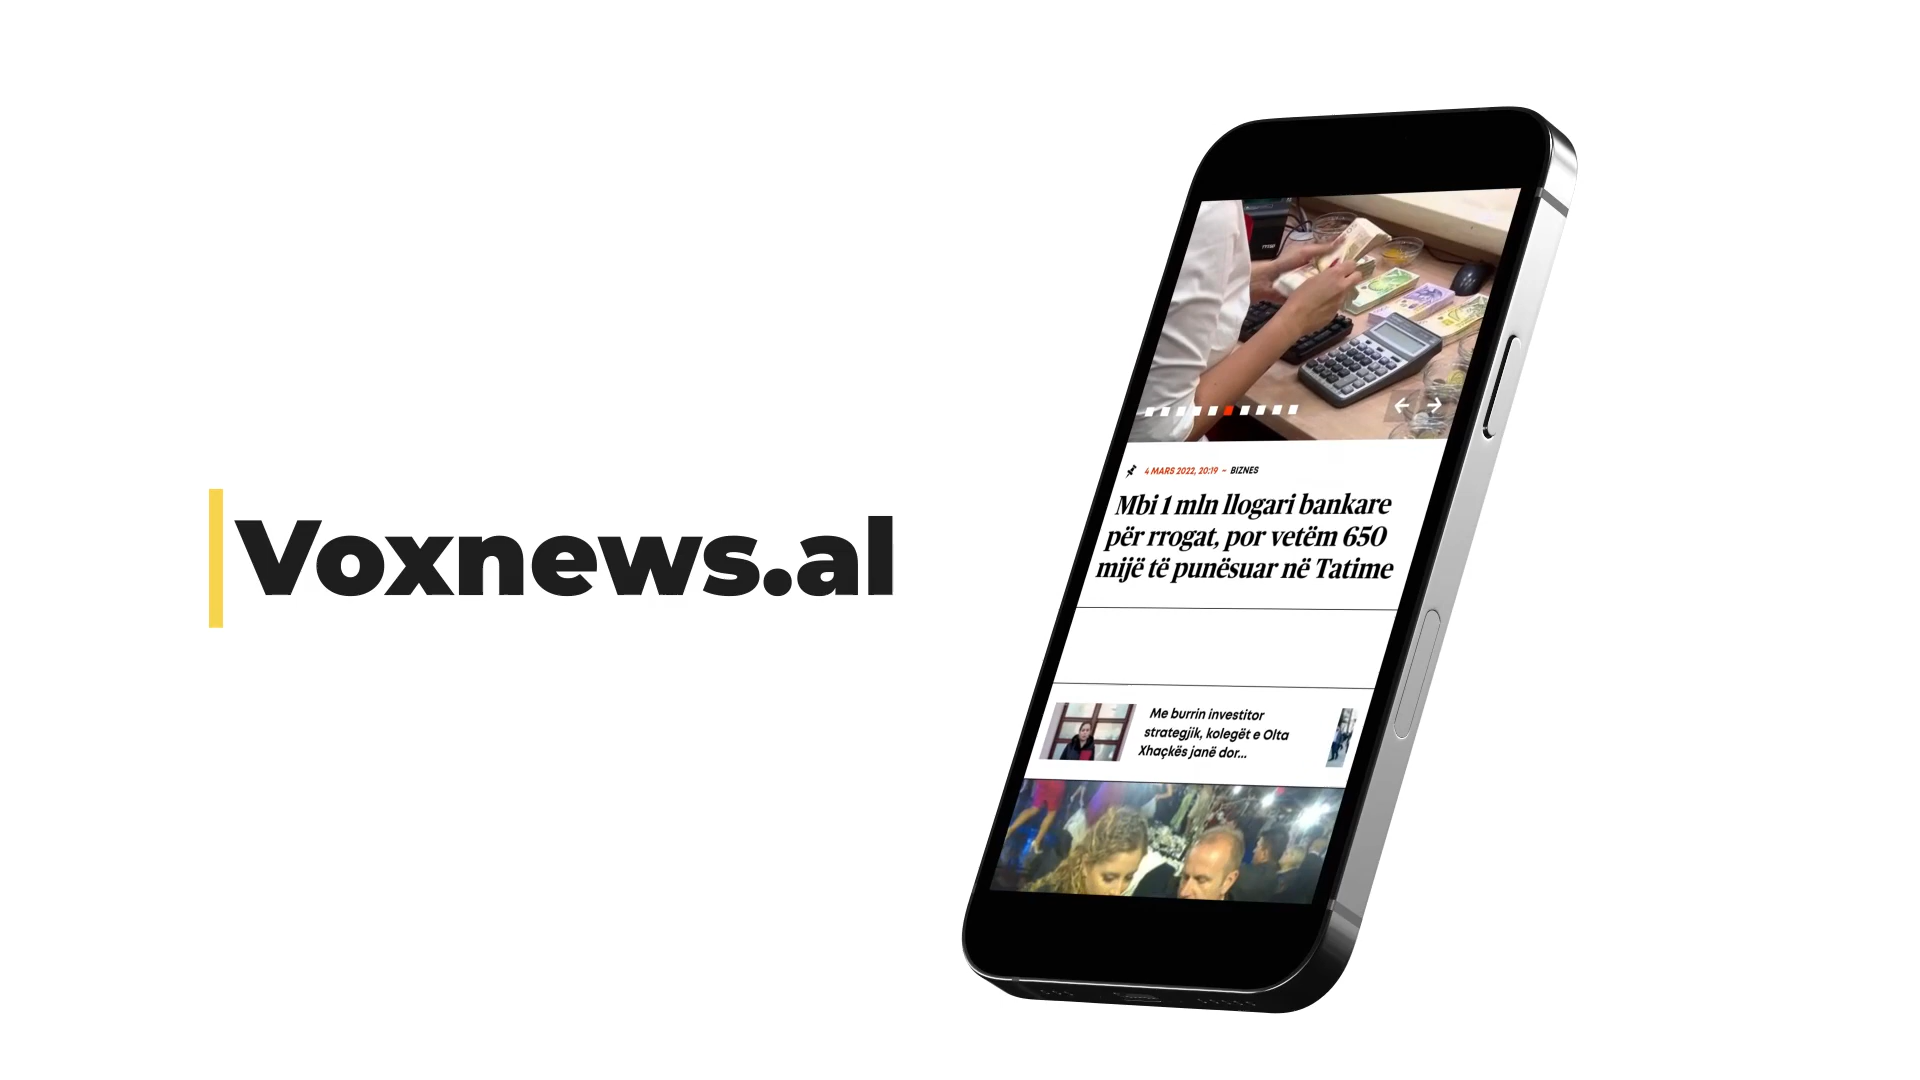 Voxnews.al
4 MARS 2022, 20:19 – BIZNES
Mbi 1 mln llogari bankare
për rrogat, por vetëm 650
mijë të punësuar në Tatime
Me burrin investitor
strategjik, kolegët e Olta
Xhaçkës janë dor...